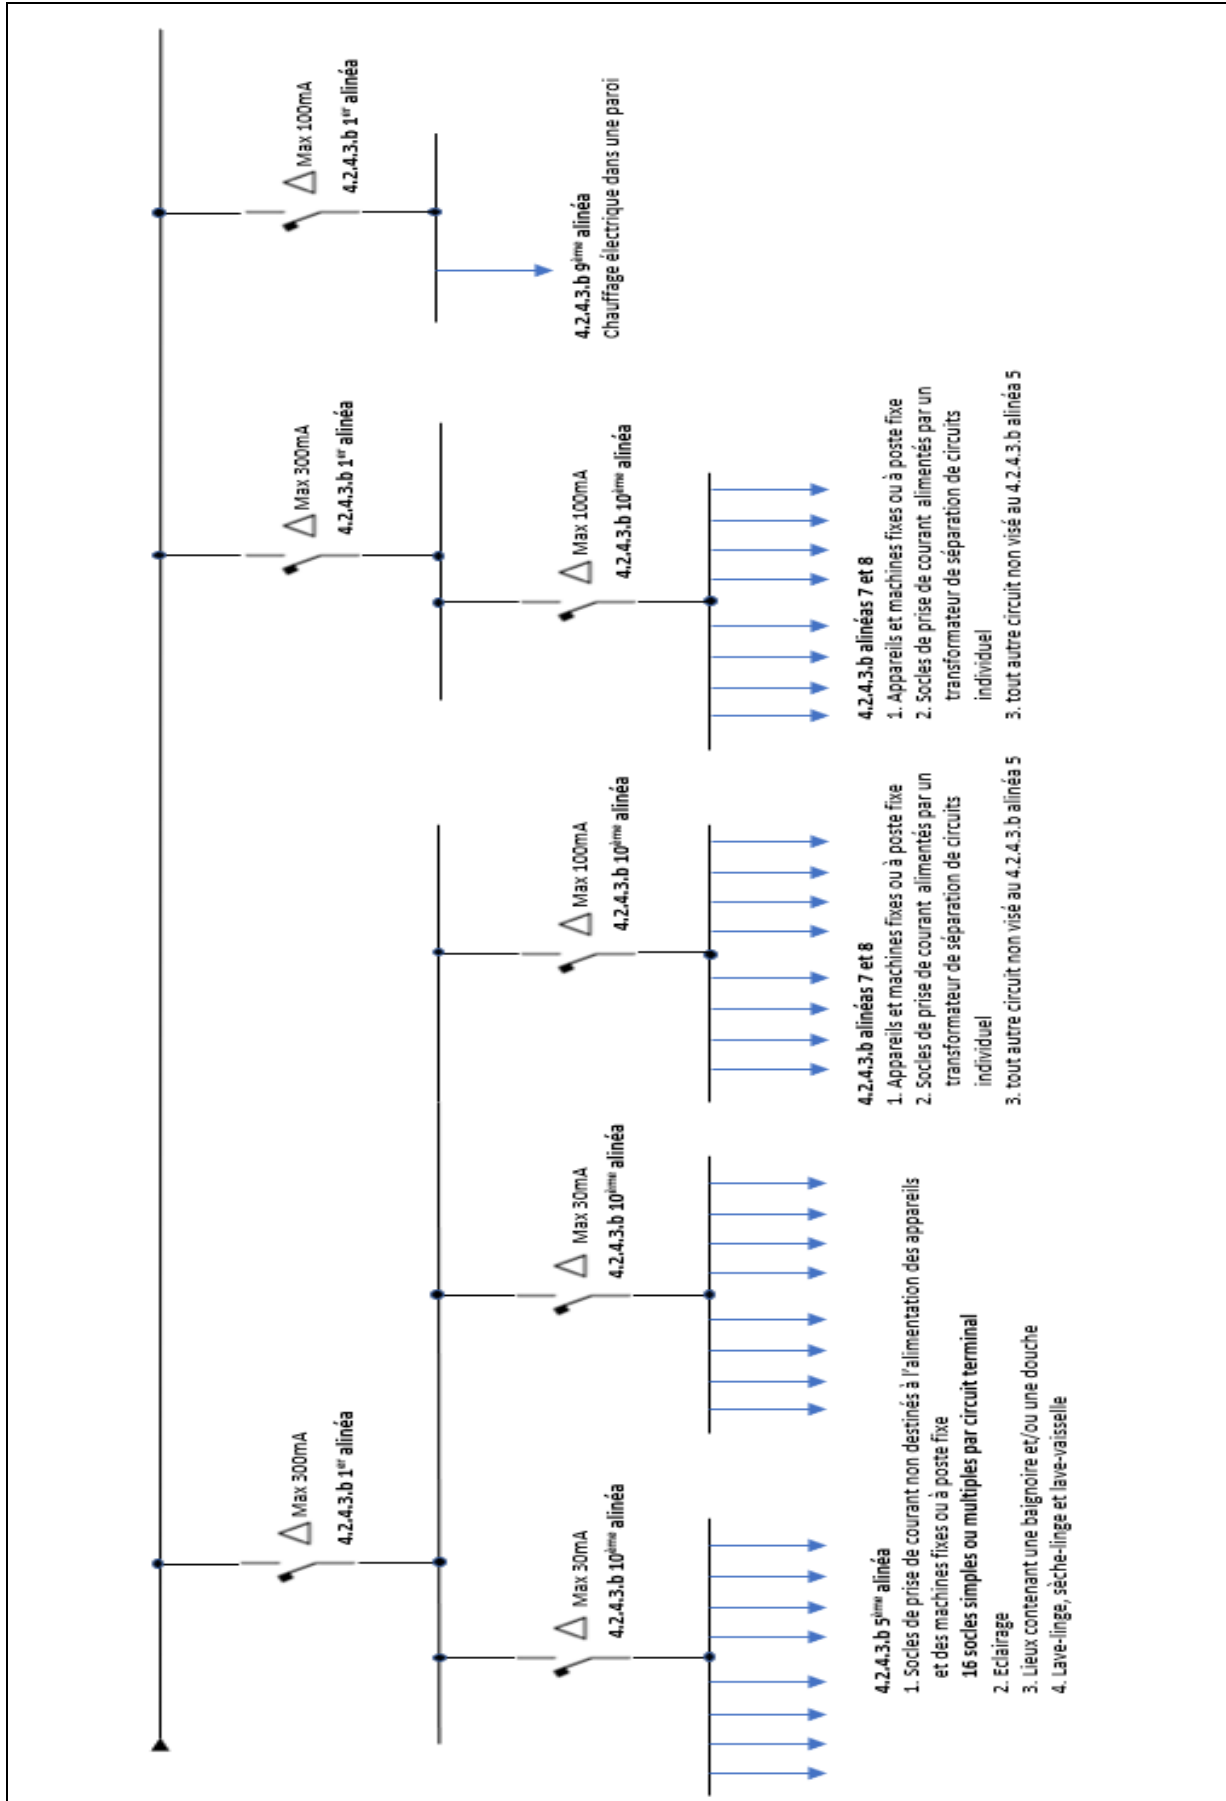 Max 300mA
4.2.4.3.b 1er alinéa
Max 30mA
4.2.4.3.b 10ème alinéa
Max 30mA
4.2.4.3.b 10ème alinéa
4.2.4.3.b 5ème alinéa
1. Socles de prise de courant non destinés à l'alimentation des appareils
et des machines fixes ou à poste fixe
16 socles simples ou multiples par circuit terminal
2. Eclairage
3. Lieux contenant une baignoire et/ou une douche
4. Lave-linge, sèche-linge et lave-vaisselle
Max 100mA
4.2.4.3.b 10ème alinéa
4.2.4.3.b alinéas 7 et 8
1. Appareils et machines fixes ou à poste fixe
2. Socles de prise de courant alimentés par un
transformateur de séparation de circuits
individuel
3. tout autre circuit non visé au 4.2.4.3.b alinéa 5
Max 300mA
4.2.4.3.b 1er alinéa
Max 100mA
4.2.4.3.b 10ème alinéa
4.2.4.3.b alinéas 7 et 8
1. Appareils et machines fixes ou à poste fixe
2. Socles de prise de courant alimentés par un
transformateur de séparation de circuits
individuel
3. tout autre circuit non visé au 4.2.4.3.b alinéa 5
Max 100mA
4.2.4.3.b 1er alinéa
4.2.4.3.b 9ème alinéa
Chauffage électrique dans une paroi